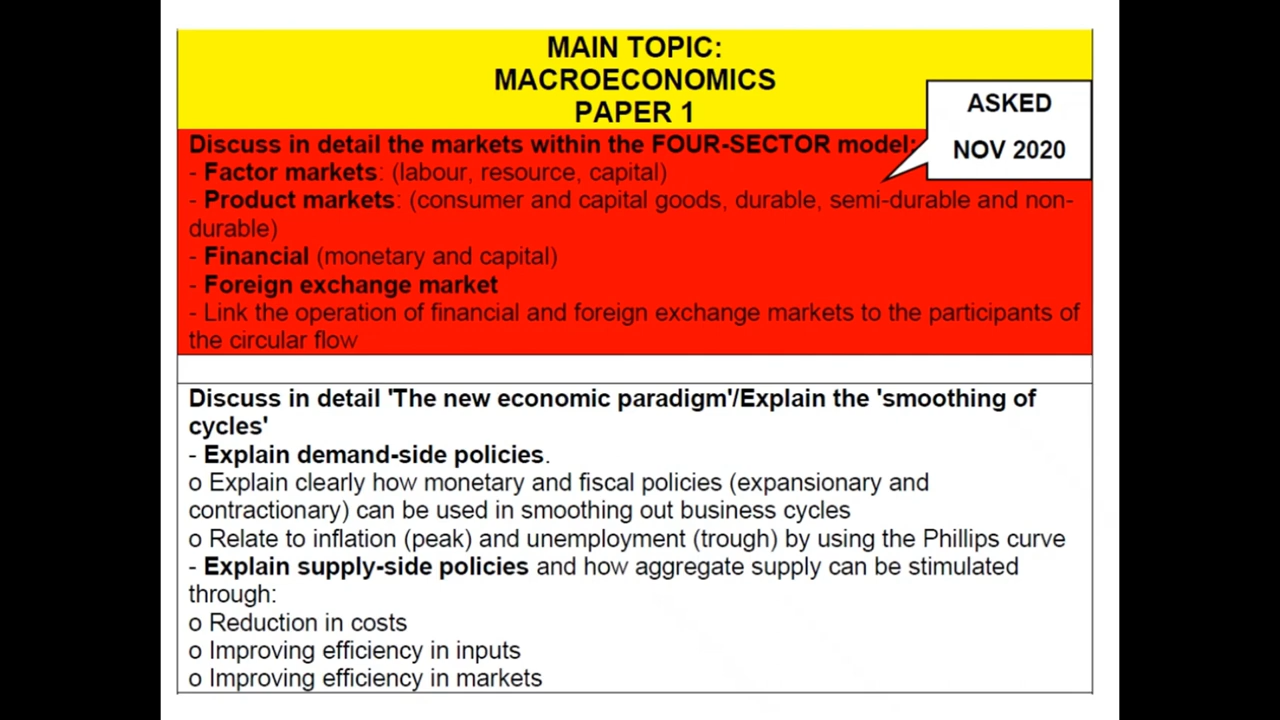 MAIN TOPIC:
MACROECONOMICS
PAPER 1
ASKED
NOV 2020
Discuss in detail the markets within the FOUR-SECTOR model:
- Factor markets: (labour, resource, capital)
- Product markets: (consumer and capital goods, durable, semi-durable and non-
durable)
- Financial (monetary and capital)
- Foreign exchange market
- Link the operation of financial and foreign exchange markets to the participants of
the circular flow
Discuss in detail 'The new economic paradigm'/Explain the 'smoothing of
cycles'
- Explain demand-side policies.
o Explain clearly how monetary and fiscal policies (expansionary and
contractionary) can be used in smoothing out business cycles
o Relate to inflation (peak) and unemployment (trough) by using the Phillips curve
- Explain supply-side policies and how aggregate supply can be stimulated
through:
o Reduction in costs
o Improving efficiency in inputs
o Improving efficiency in markets